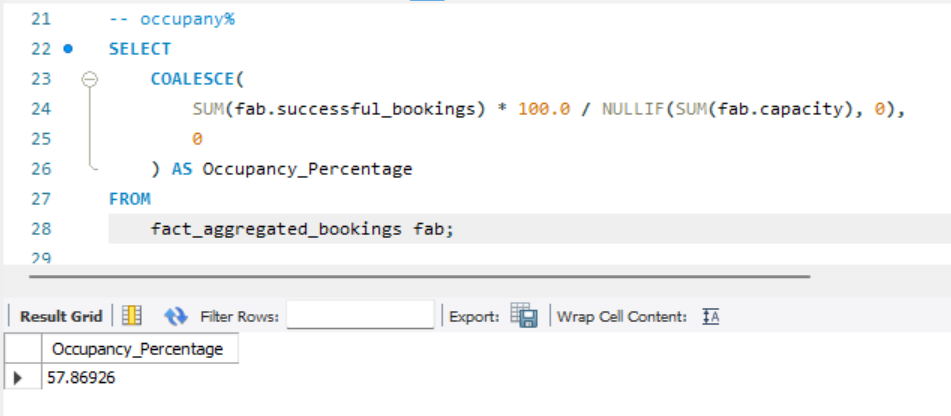 21 -- occupany%
22 SELECT
23 COALESCE(
24 SUM(fab.successful_bookings) * 100.0 / NULLIF(SUM(fab.capacity), 0),
25 0
26 ) AS Occupancy_Percentage
27 FROM
28 fact_aggregated_bookings fab;
29
Result Grid Filter Rows: Export: Wrap Cell Content: IA
Occupancy_Percentage
57.86926